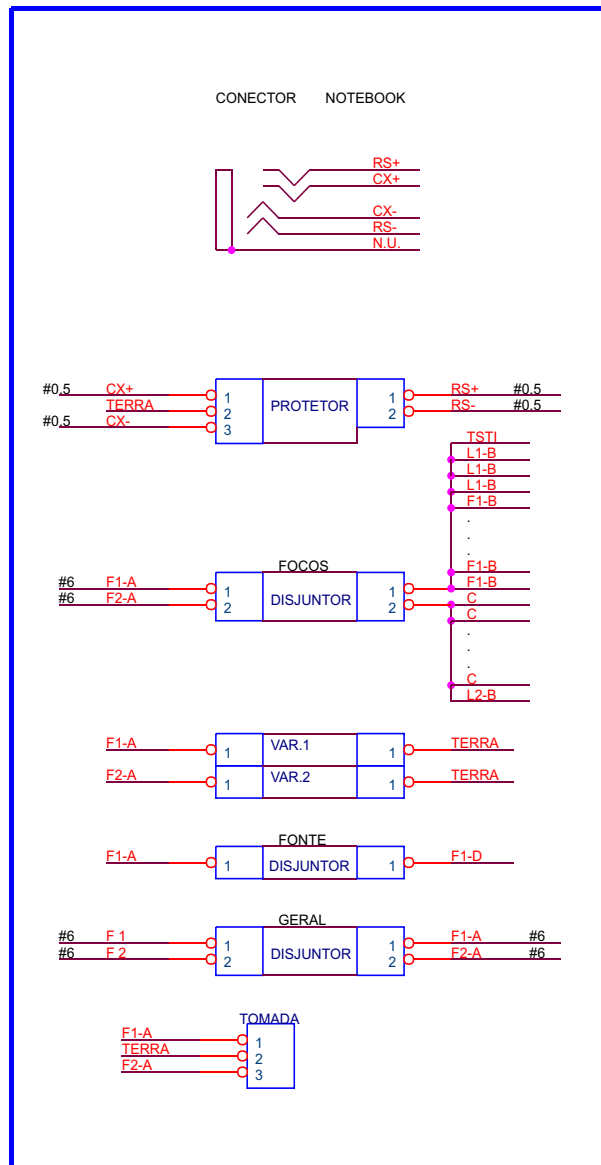 CONECTOR NOTEBOOK
RS+
CX+
CX-
RS-
N.U.
#0,5 CX+ 1 PROTETOR 1 RS+ #0,5
TERRA 2 2 RS- #0,5
#0,5 CX- 3
TSTI
L1-B
L1-B
L1-B
F1-B
.
.
.
FOCOS F1-B
#6 F1-A 1 DISJUNTOR 1 F1-B
#6 F2-A 2 2 C
C
.
.
.
C
L2-B
F1-A 1 VAR.1 1 TERRA
F2-A 1 VAR.2 1 TERRA
FONTE
F1-A 1 DISJUNTOR 1 F1-D
GERAL
#6 F 1 1 DISJUNTOR 1 F1-A #6
#6 F 2 2 2 F2-A #6
TOMADA
F1-A 1
TERRA 2
F2-A 3